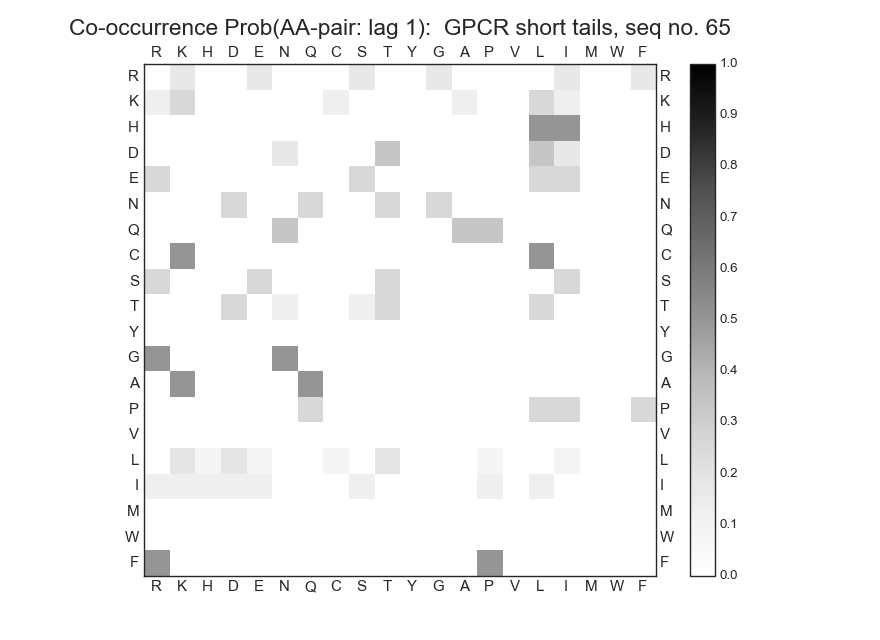 Co-occurrence Prob(AA-pair: lag 1):  GPCR short tails, seq no. 65
R K H D E N Q C S T Y G A P V L I M W F
R R 1.0
K K 0.9
H H
D D 0.8
E E
N N 0.7
Q Q
C C 0.6
S S
T T 0.5
Y Y
G G 0.4
A A
P P 0.3
V V
L L 0.2
I I
M M 0.1
W W
F F 0.0
R K H D E N Q C S T Y G A P V L I M W F